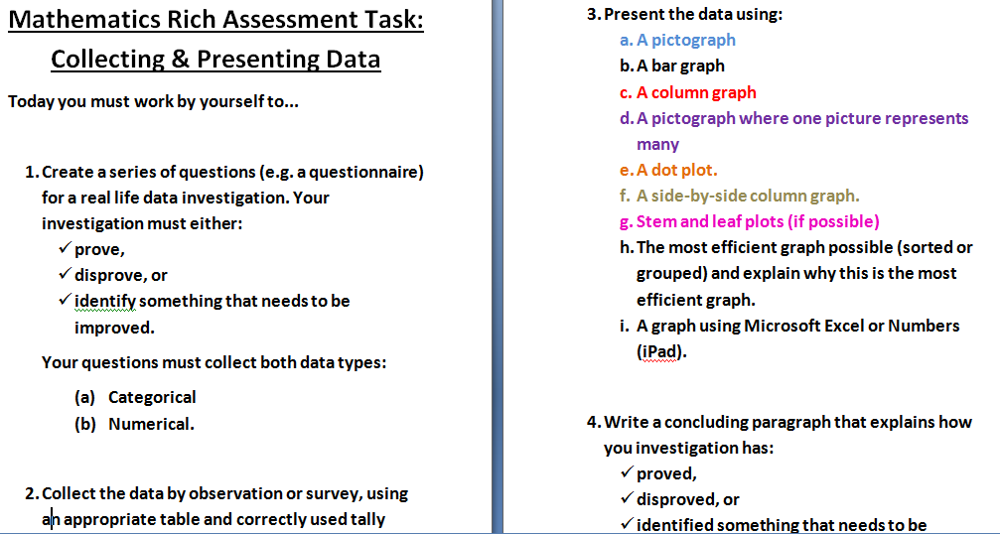 Mathematics Rich Assessment Task:
Collecting & Presenting Data
Today you must work by yourself to...
1. Create a series of questions (e.g. a questionnaire)
for a real life data investigation. Your
investigation must either:
✓ prove,
✓ disprove, or
✓ identify something that needs to be
improved.
Your questions must collect both data types:
(a) Categorical
(b) Numerical.
2. Collect the data by observation or survey, using
an appropriate table and correctly used tally
3. Present the data using:
a. A pictograph
b. A bar graph
c. A column graph
d. A pictograph where one picture represents
many
e. A dot plot.
f. A side-by-side column graph.
g. Stem and leaf plots (if possible)
h. The most efficient graph possible (sorted or
grouped) and explain why this is the most
efficient graph.
i. A graph using Microsoft Excel or Numbers
(iPad).
4. Write a concluding paragraph that explains how
you investigation has:
✓ proved,
✓ disproved, or
✓ identified something that needs to be